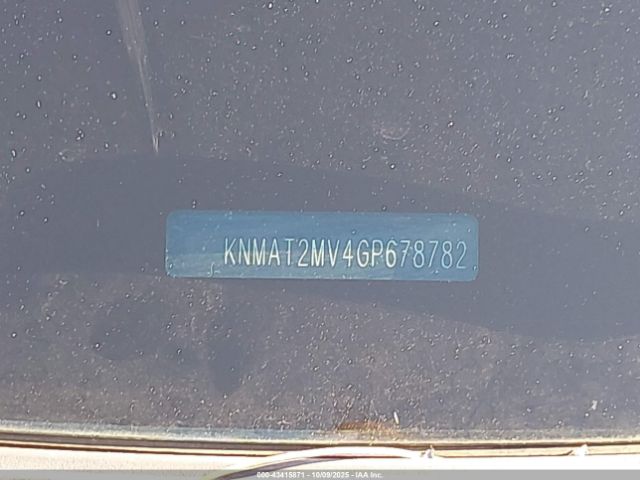 KNMAT2MV4GP678782
000-43415871 - 10/09/2025 - IAA Inc.